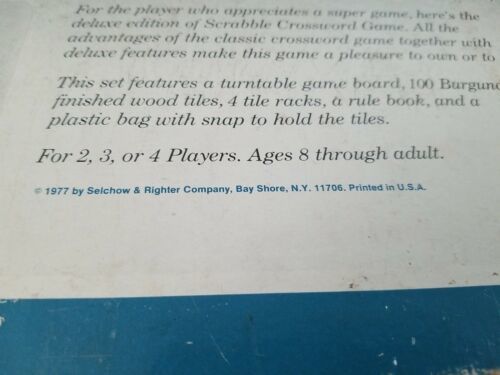 For the player who appreciates a super game, here's the
deluxe edition of Scrabble Crossword Game. All the
advantages of the classic crossword game together with
deluxe features make this game a pleasure to own or to
This set features a turntable game board, 100 Burgun
finished wood tiles, 4 tile racks, a rule book, and a
plastic bag with snap to hold the tiles.
For 2, 3, or 4 Players. Ages 8 through adult.
© 1977 by Selchow & Righter Company, Bay Shore, N.Y. 11706. Printed in U.S.A.